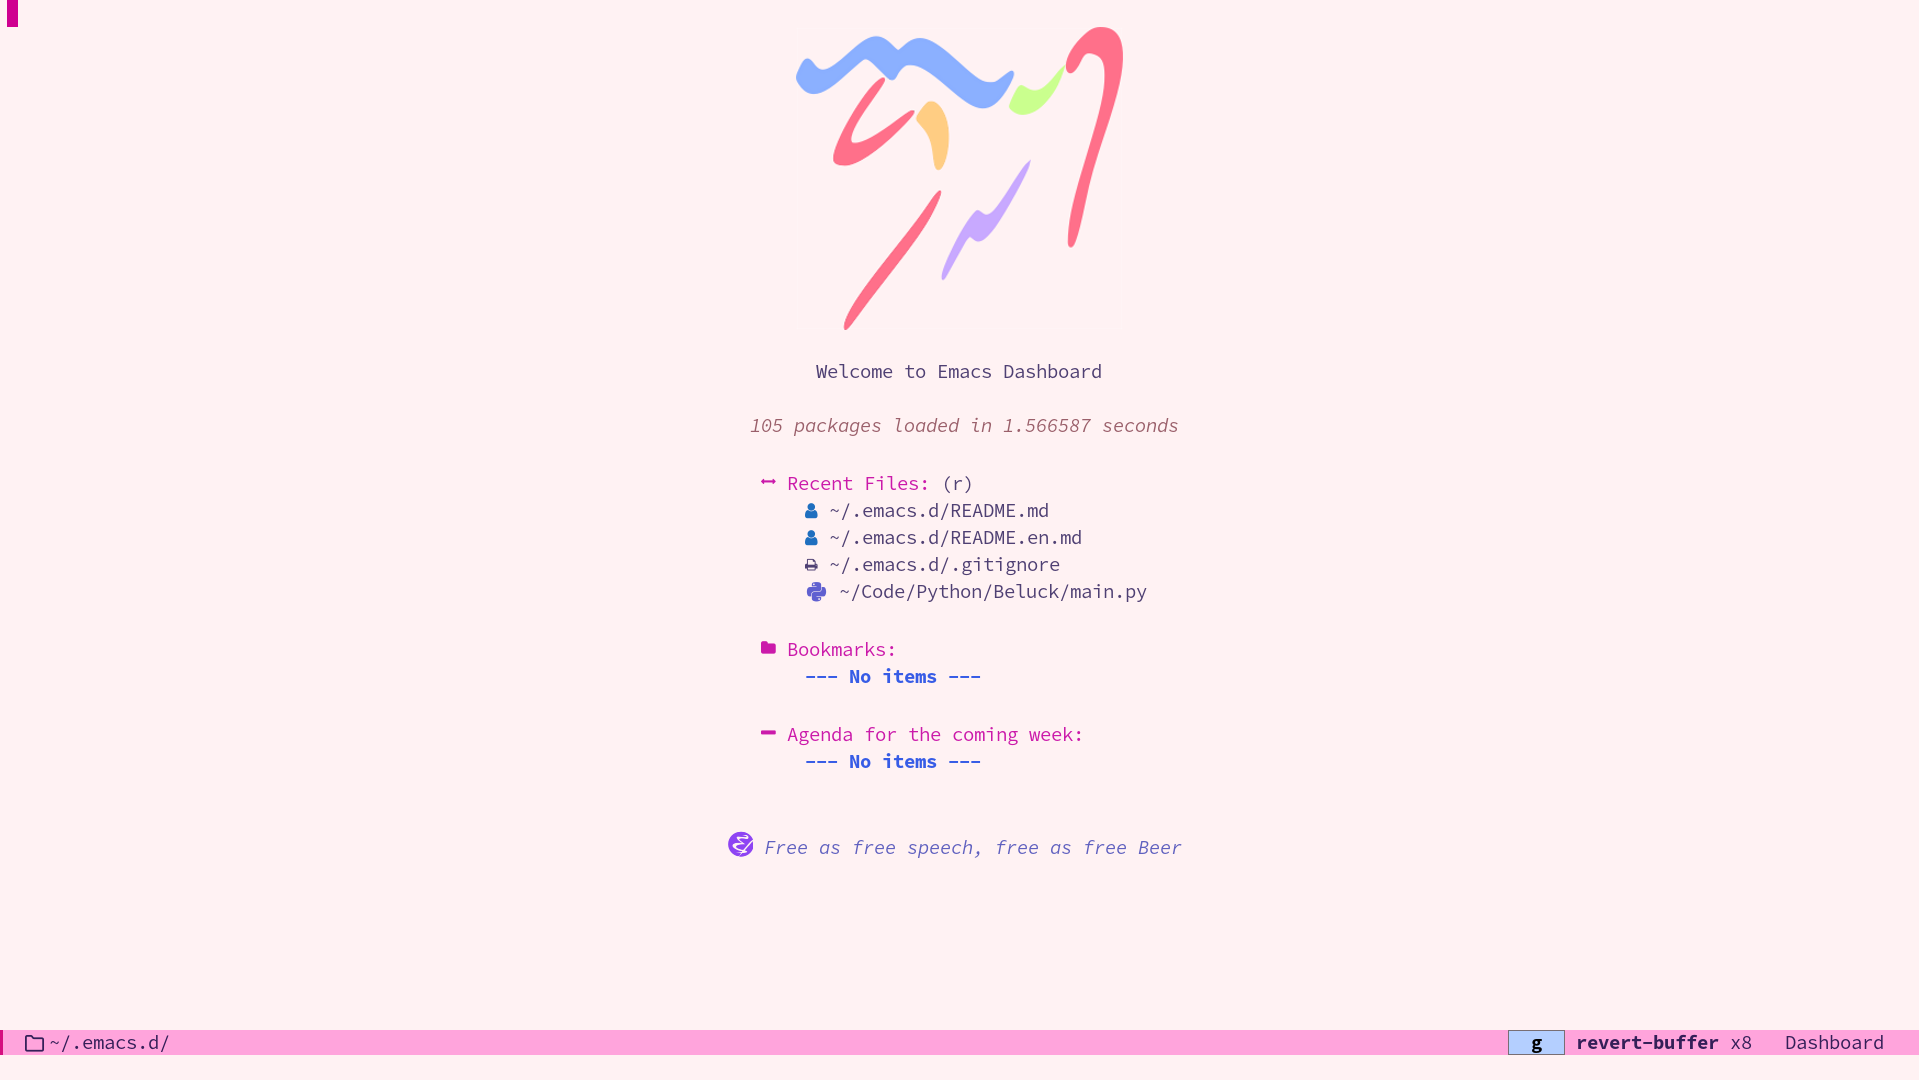 Welcome to Emacs Dashboard
105 packages loaded in 1.566587 seconds
Recent Files: (r)
~/.emacs.d/README.md
~/.emacs.d/README.en.md
~/.emacs.d/.gitignore
~/Code/Python/Beluck/main.py
Bookmarks:
--- No items ---
Agenda for the coming week:
--- No items ---
Free as free speech, free as free Beer
~/.emacs.d/ g revert-buffer x8 Dashboard